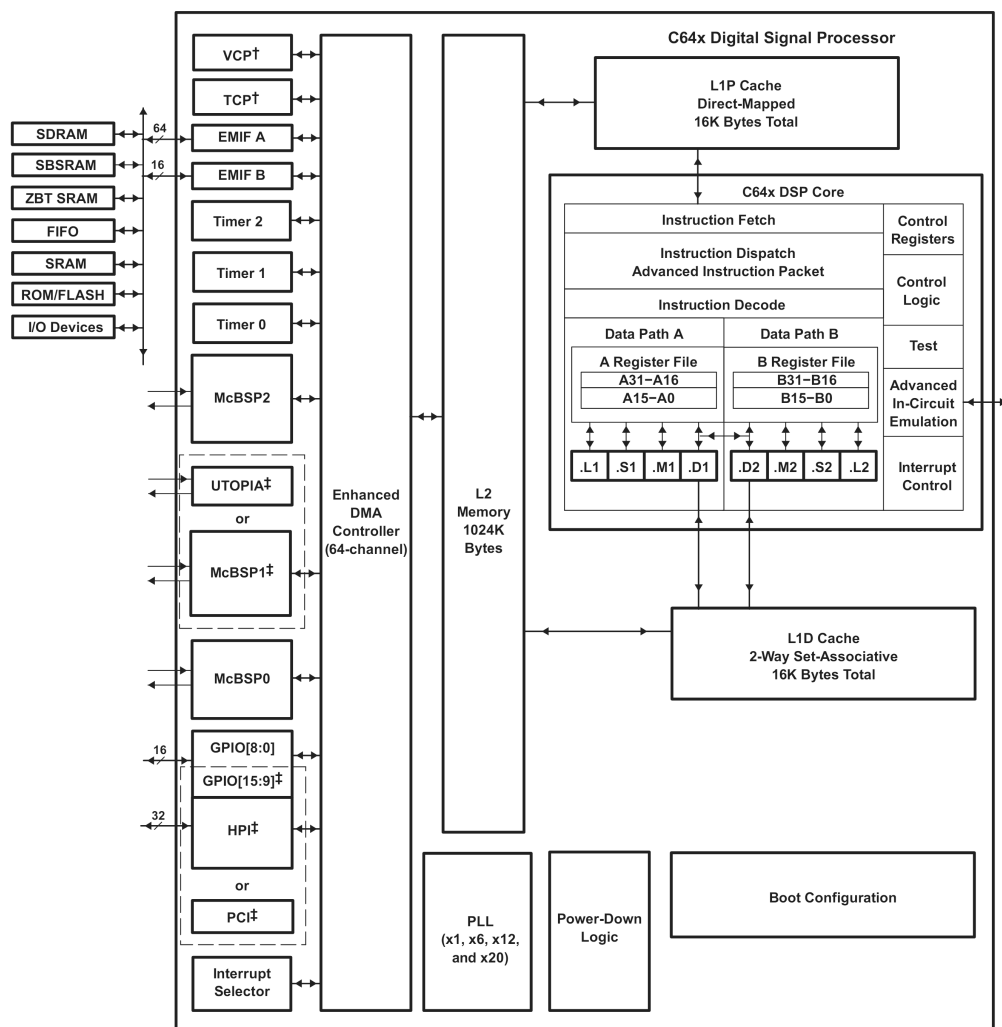 C64x Digital Signal Processor
VCP†
TCP†
EMIF A
EMIF B
Timer 2
Timer 1
Timer 0
64
16
SDRAM
SBSRAM
ZBT SRAM
FIFO
SRAM
ROM/FLASH
I/O Devices
McBSP2
UTOPIA‡
or
McBSP1‡
McBSP0
16
GPIO[8:0]
GPIO[15:9]‡
32
HPI‡
or
PCI‡
Interrupt
Selector
Enhanced
DMA
Controller
(64-channel)
L2
Memory
1024K
Bytes
L1P Cache
Direct-Mapped
16K Bytes Total
C64x DSP Core
Instruction Fetch
Instruction Dispatch
Advanced Instruction Packet
Instruction Decode
Data Path A
Data Path B
A Register File
A31−A16
A15−A0
B Register File
B31−B16
B15−B0
.L1 .S1 .M1 .D1
.D2 .M2 .S2 .L2
Control
Registers
Control
Logic
Test
Advanced
In-Circuit
Emulation
Interrupt
Control
L1D Cache
2-Way Set-Associative
16K Bytes Total
PLL
(x1, x6, x12,
and x20)
Power-Down
Logic
Boot Configuration